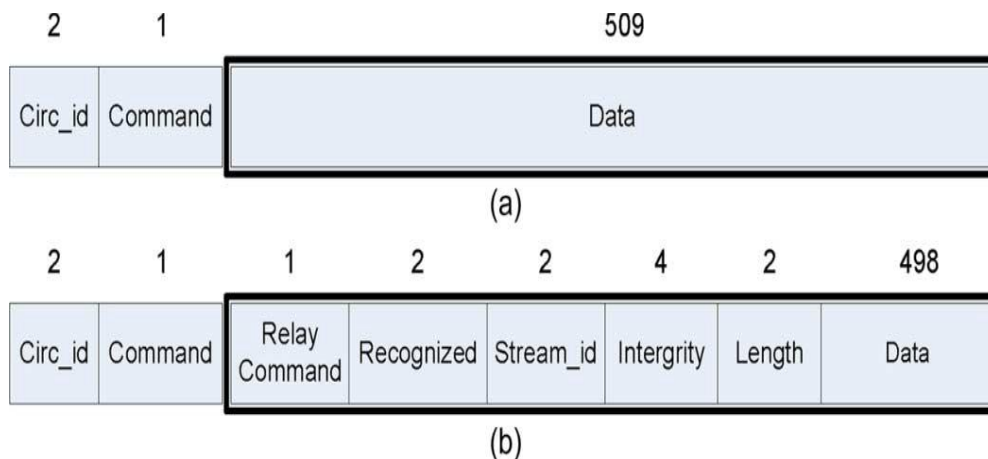 2 1 509
Circ_id Command Data
(a)
2 1 1 2 2 4 2 498
Circ_id Command Relay Command Recognized Stream_id Intergrity Length Data
(b)